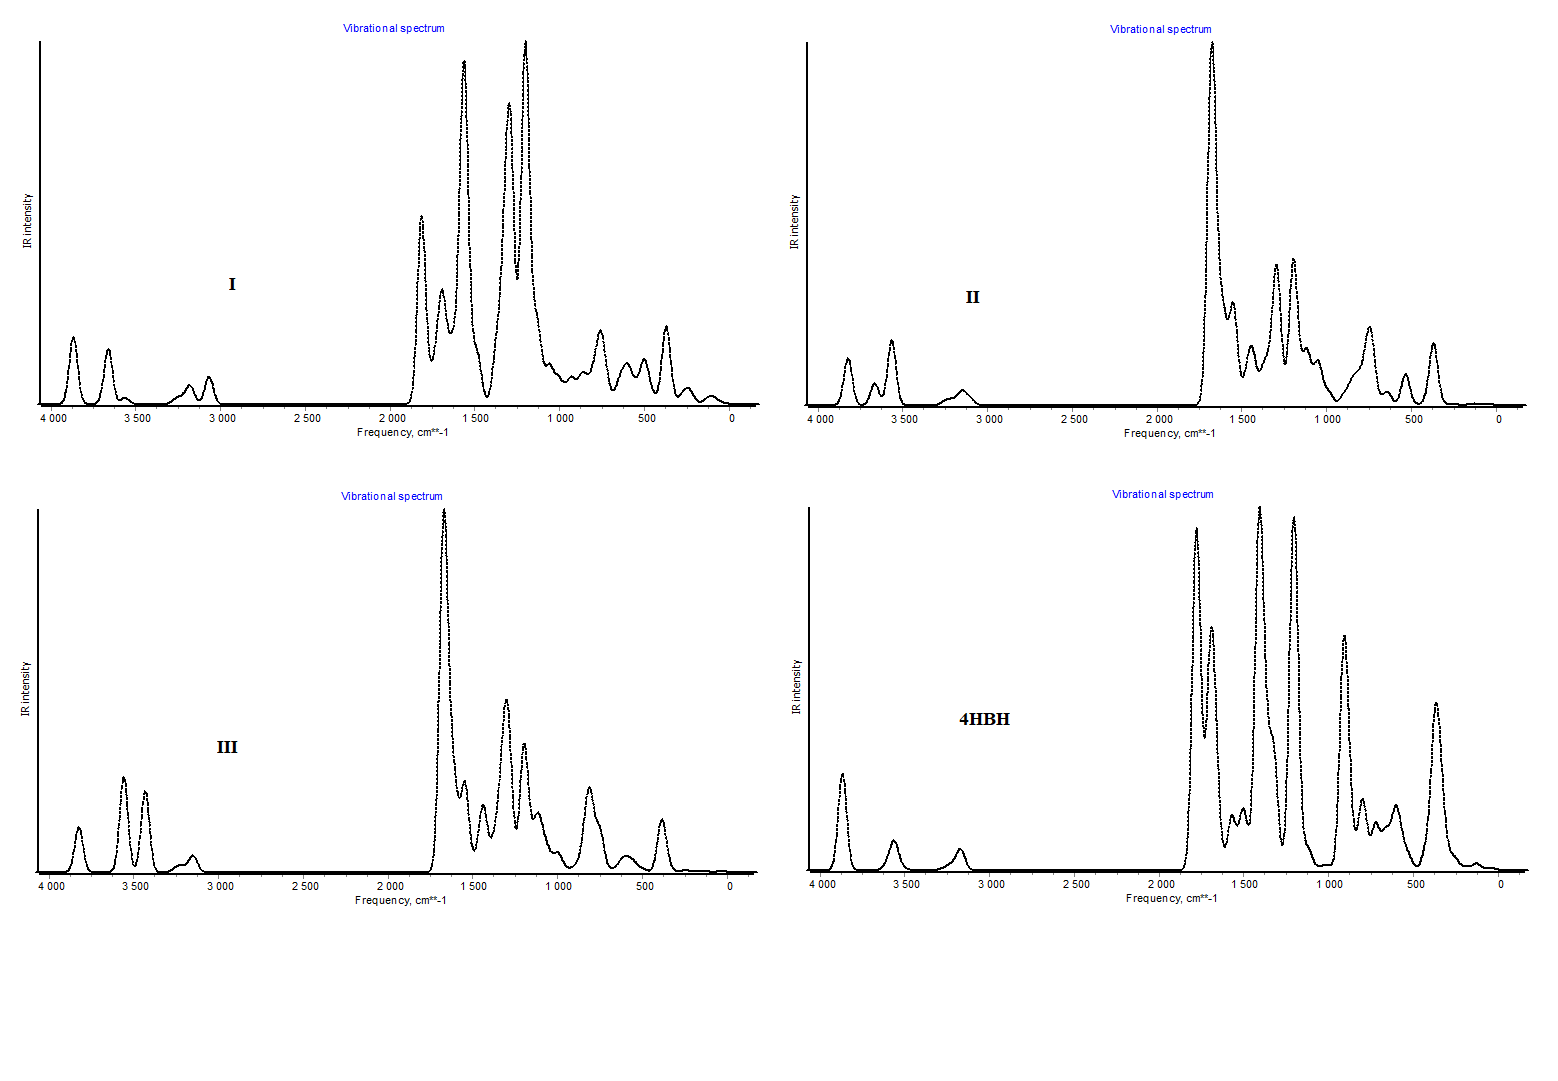 Vibrational spectrum
IR intensity
I
4 000 3 500 3 000 2 500 2 000 1 500 1 000 500 0
Frequency, cm**-1
Vibrational spectrum
IR intensity
II
4 000 3 500 3 000 2 500 2 000 1 500 1 000 500 0
Frequency, cm**-1
Vibrational spectrum
IR intensity
III
4 000 3 500 3 000 2 500 2 000 1 500 1 000 500 0
Frequency, cm**-1
Vibrational spectrum
IR intensity
4HBH
4 000 3 500 3 000 2 500 2 000 1 500 1 000 500 0
Frequency, cm**-1